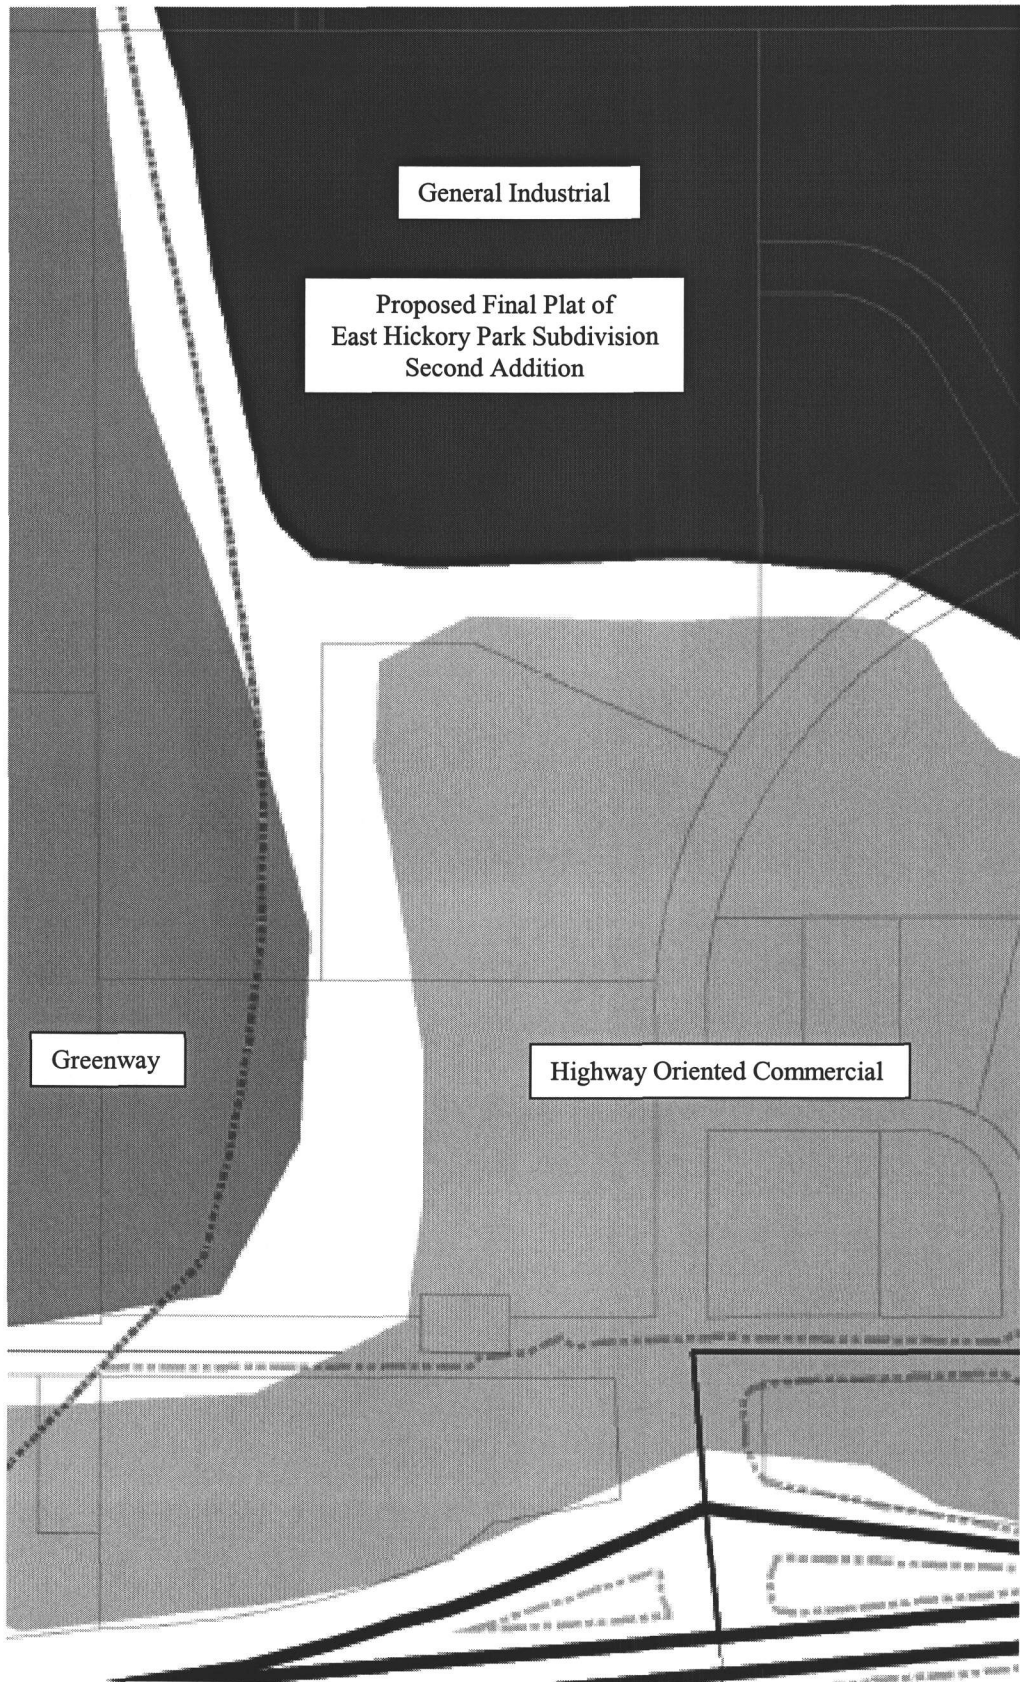 General Industrial
Proposed Final Plat of
East Hickory Park Subdivision
Second Addition
Greenway
Highway Oriented Commercial